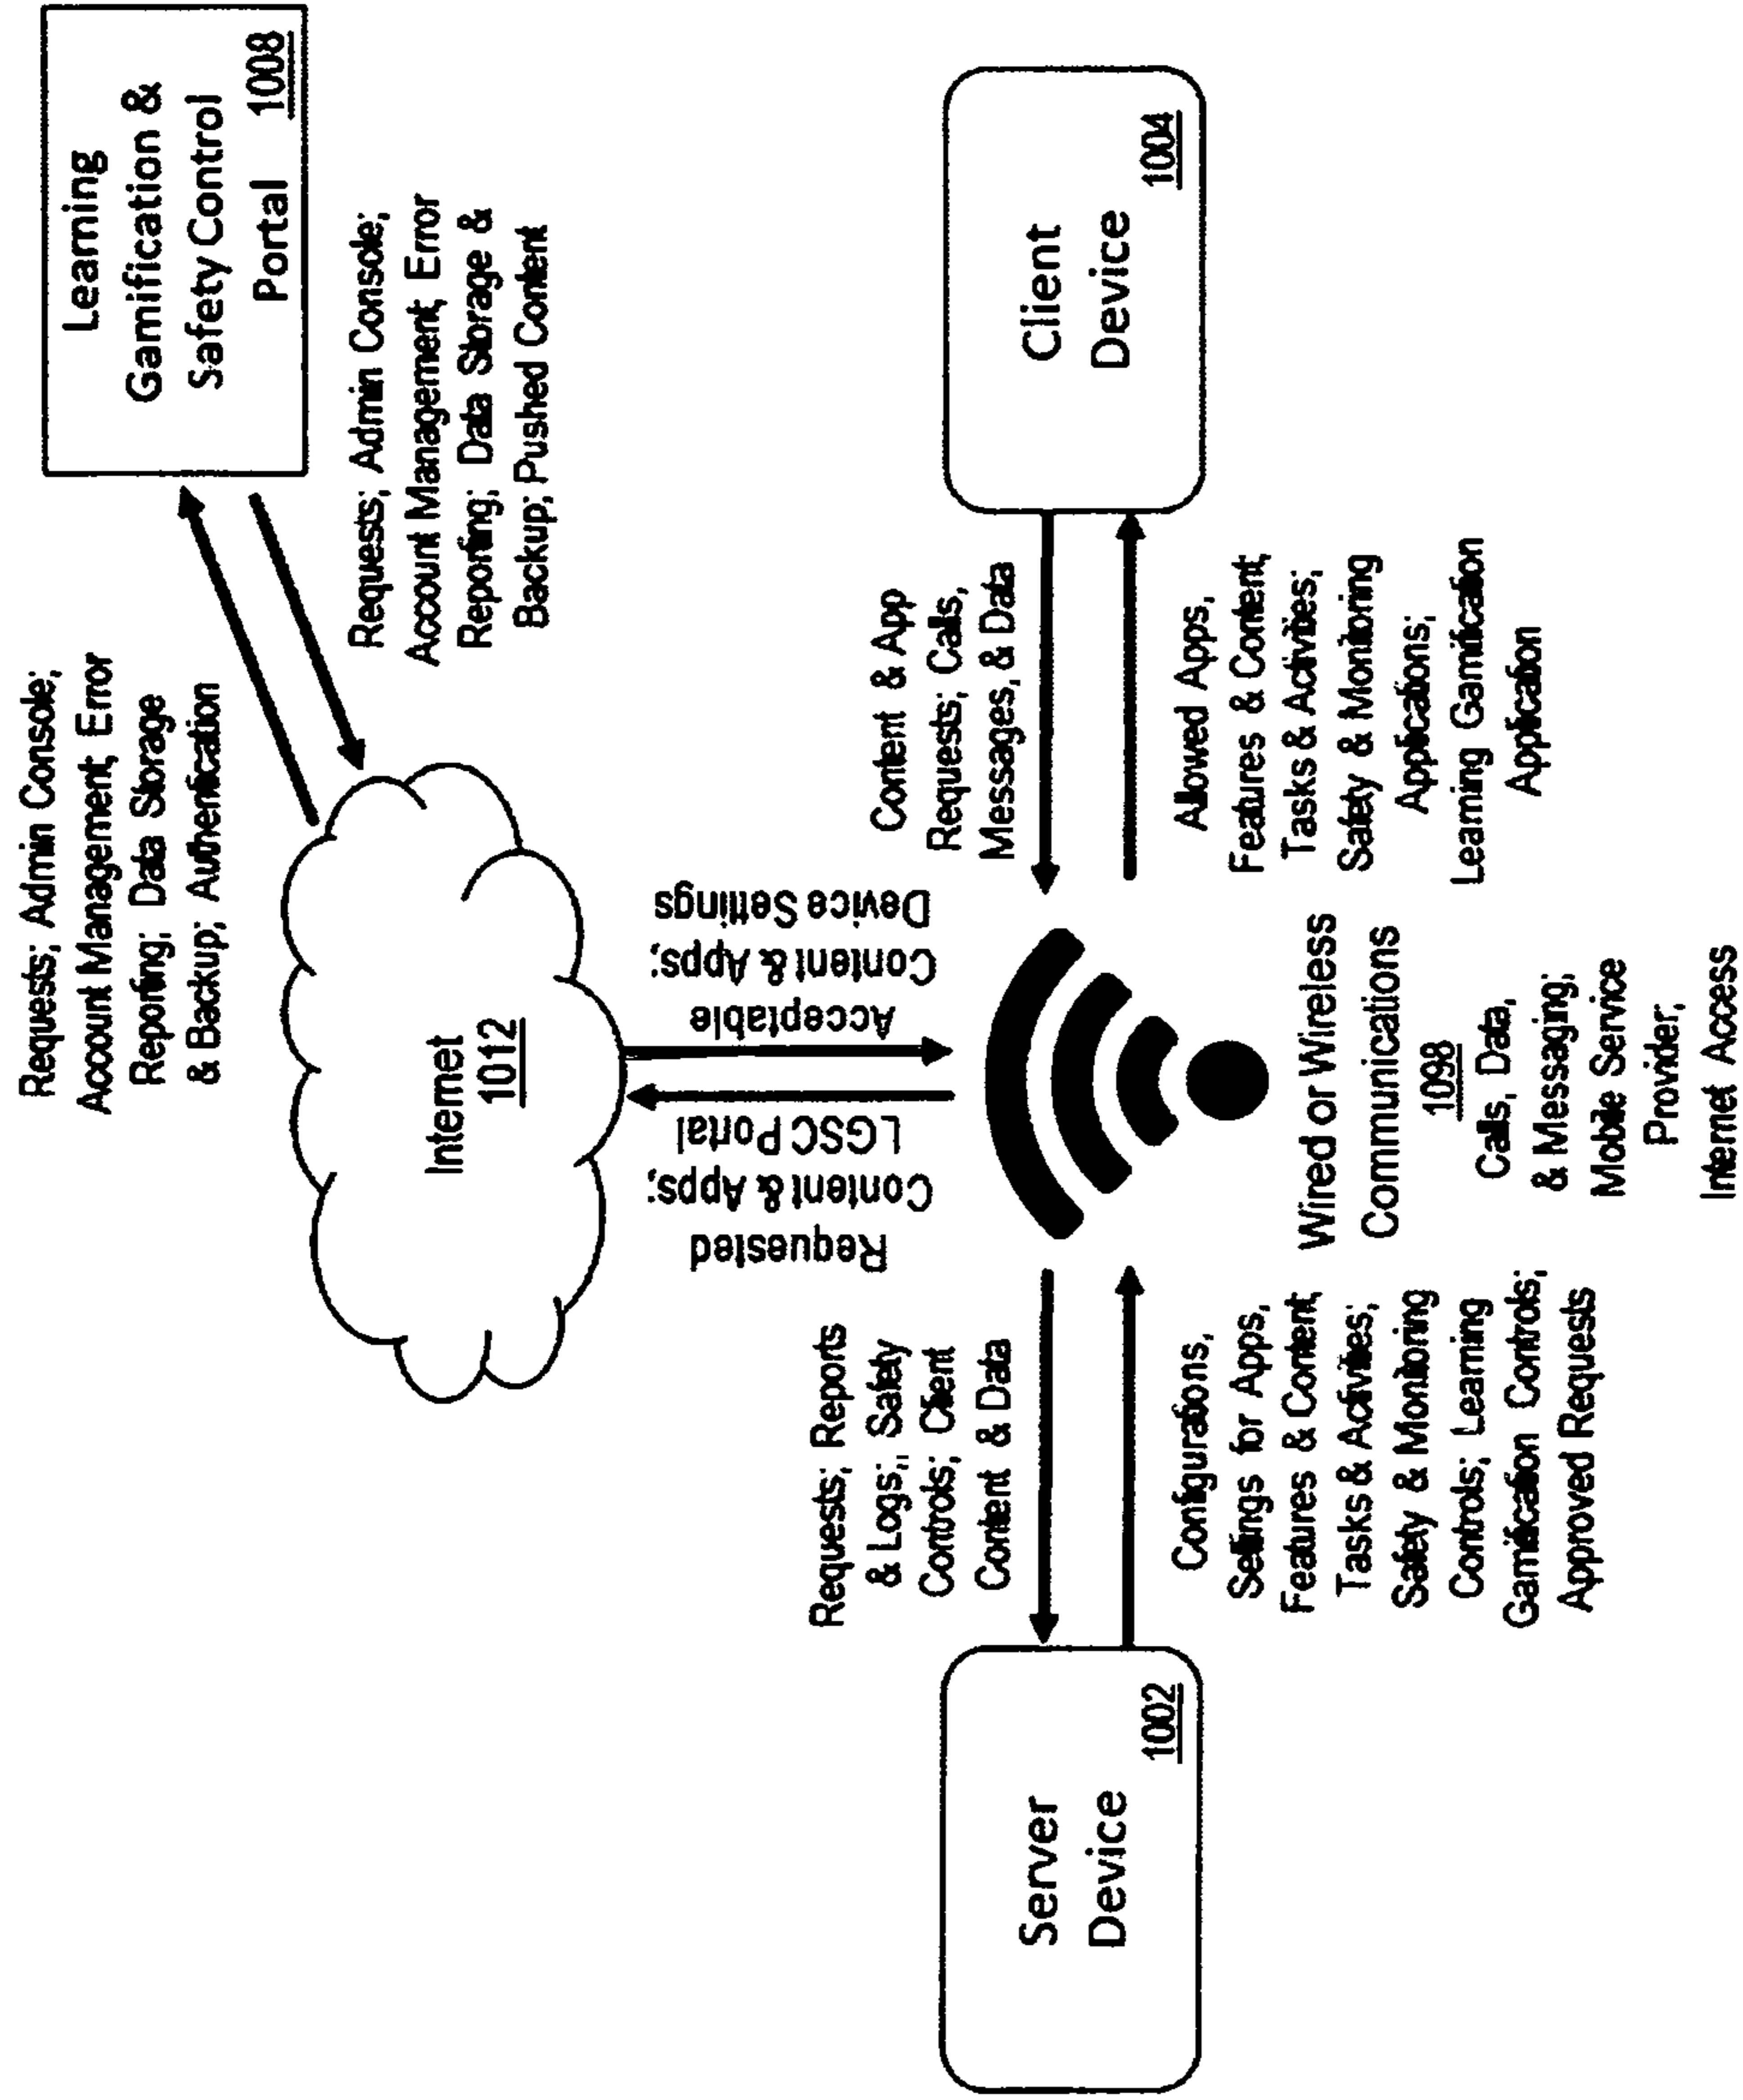 Requests; Admin Console;
Account Management; Error
Reporting; Data Storage
& Backup; Authentication
Learning
Gamification &
Safety Control
Portal 1008
Requests; Admin Console;
Account Management; Error
Reporting; Data Storage &
Backup; Pushed Content
Internet
1012
Requested
Content & Apps;
LGSC Portal
Acceptable
Content & Apps;
Device Settings
Requests; Reports
& Logs;; Safety
Controls; Client
Content & Data
Content & App
Requests; Calls,
Messages, & Data
Server
Device
1002
Client
Device
1004
Configurations,
Settings for Apps,
Features & Content;
Tasks & Activities;
Safety & Monitoring
Controls; Learning
Gamification Controls;
Approved Requests
Wired or Wireless
Communications
1098
Calls, Data,
& Messaging;
Mobile Service
Provider;
Internet Access
Allowed Apps,
Features & Content;
Tasks & Activities;
Safety & Monitoring
Applications;
Learning Gamification
Application